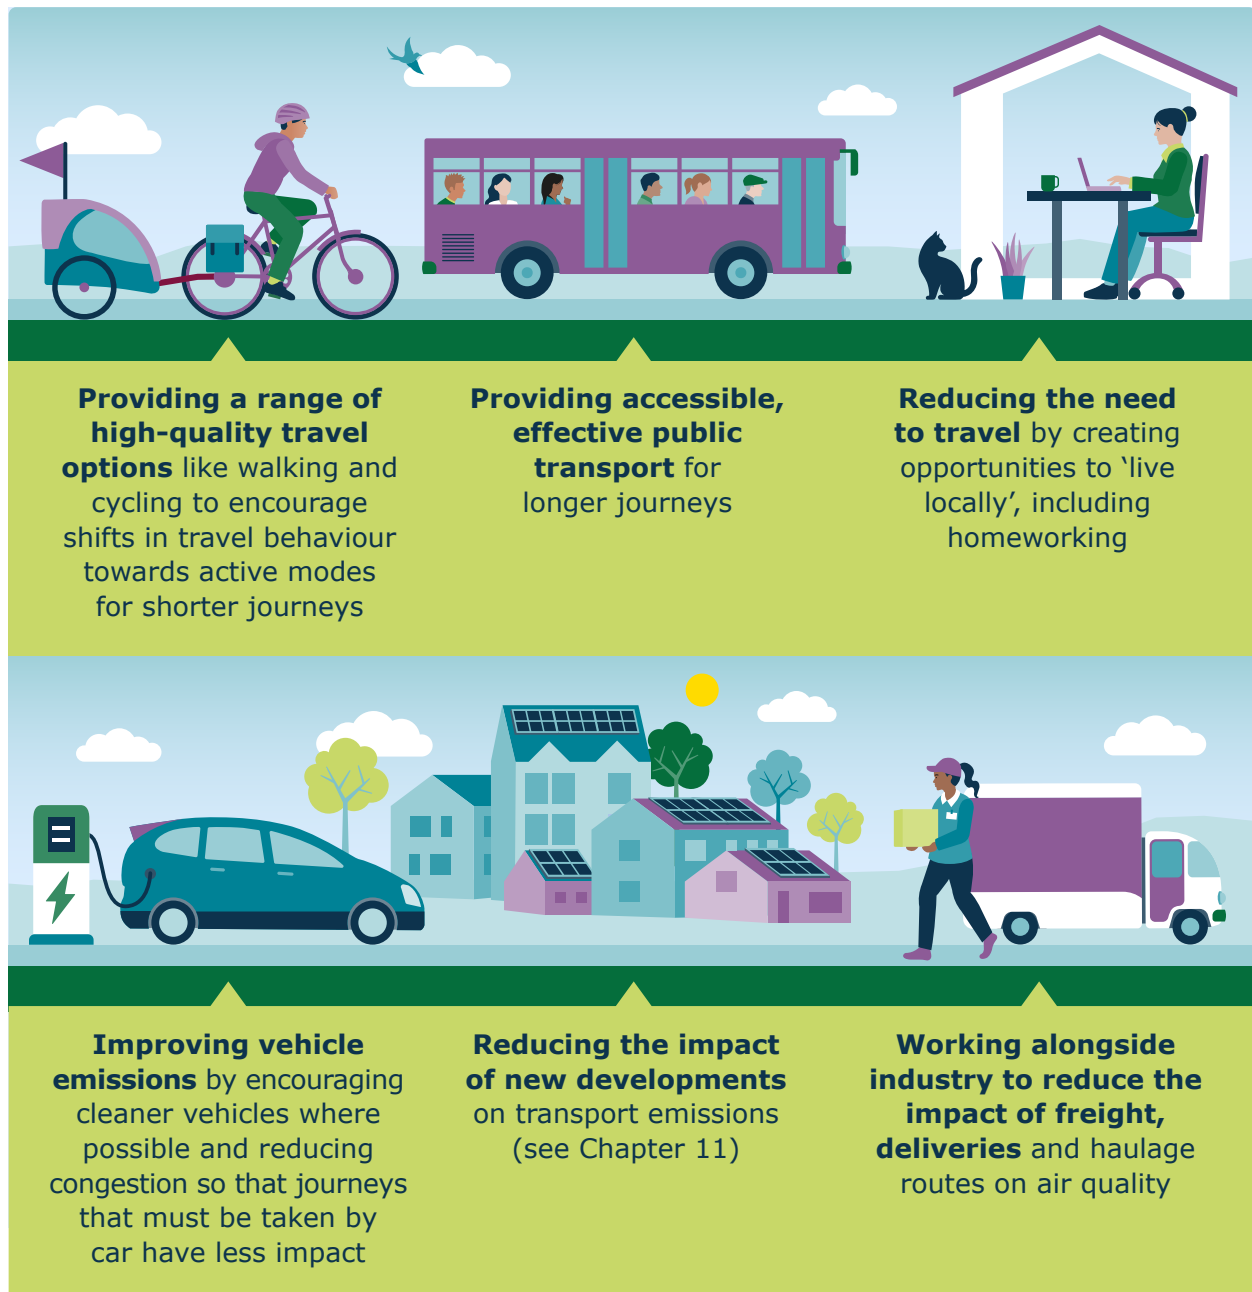 Providing a range of
high-quality travel
options like walking and
cycling to encourage
shifts in travel behaviour
towards active modes
for shorter journeys
Providing accessible,
effective public
transport for
longer journeys
Reducing the need
to travel by creating
opportunities to ‘live
locally’, including
homeworking
Improving vehicle
emissions by encouraging
cleaner vehicles where
possible and reducing
congestion so that journeys
that must be taken by
car have less impact
Reducing the impact
of new developments
on transport emissions
(see Chapter 11)
Working alongside
industry to reduce the
impact of freight,
deliveries and haulage
routes on air quality